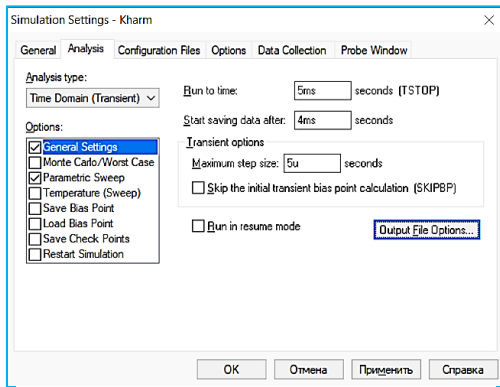 Simulation Settings - Kharm
General Analysis Configuration Files Options Data Collection Probe Window
Analysis type:
Time Domain (Transient)
Options:
General Settings
Monte Carlo/Worst Case
Parametric Sweep
Temperature (Sweep)
Save Bias Point
Load Bias Point
Save Check Points
Restart Simulation
Run to time: 5ms seconds (TSTOP)
Start saving data after: 4ms seconds
Transient options
Maximum step size: 5u seconds
Skip the initial transient bias point calculation (SKIPBP)
Run in resume mode
Output File Options...
OK Отмена Применить Справка